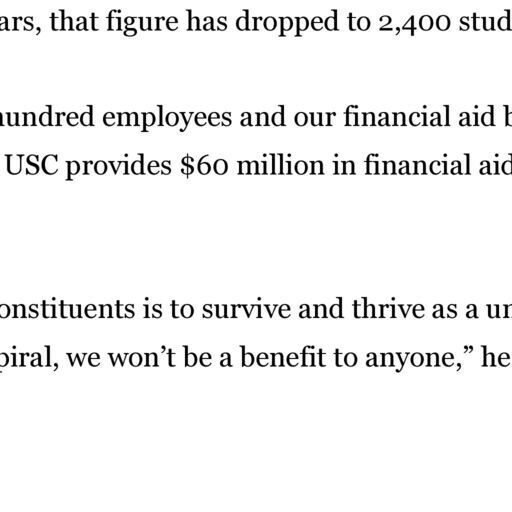 ars, that figure has dropped to 2,400 stud
hundred employees and our financial aid b
USC provides $60 million in financial aid
onstituents is to survive and thrive as a un
piral, we won’t be a benefit to anyone,” he